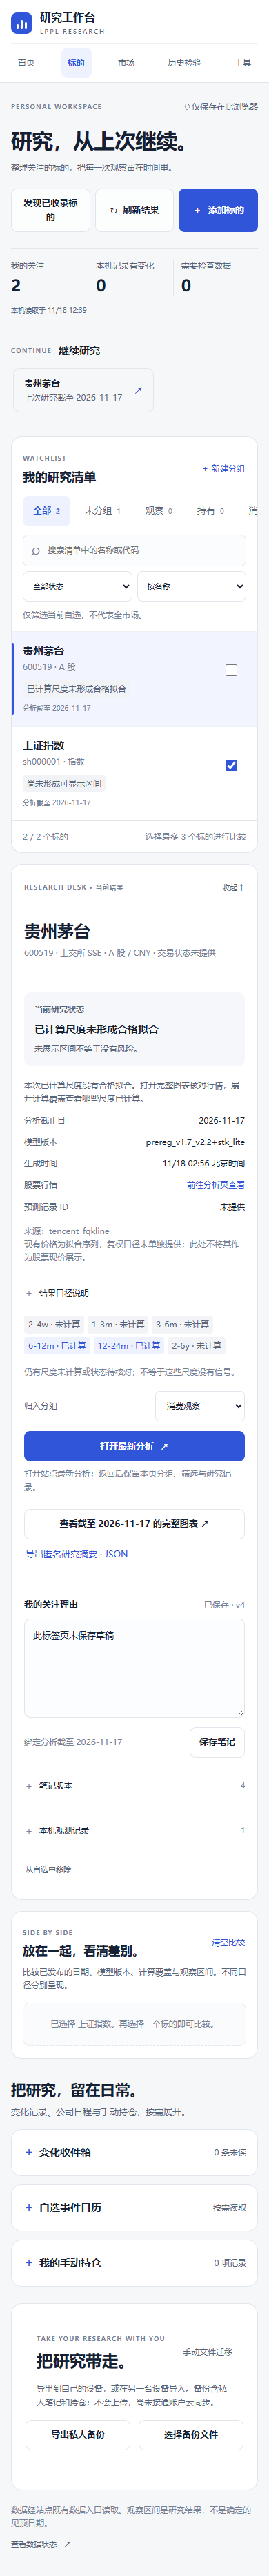 研究工作台
LPPL RESEARCH
首页 标的 市场 历史检验 工具
PERSONAL WORKSPACE
仅保存在此浏览器
研究，从上次继续。
整理关注的标的，把每一次观察留在时间里。
发现已收录标
的
↻ 刷新结果
+ 添加标的
我的关注 本机记录有变化 需要检查数据
2 0 0
本机读取于 11/18 12:39
CONTINUE 继续研究
贵州茅台
上次研究截至 2026-11-17 ↗
WATCHLIST
我的研究清单
+ 新建分组
全部 2 未分组 1 观察 0 持有 0 消
搜索清单中的名称或代码
全部状态 按名称
仅筛选当前自选，不代表全市场。
贵州茅台
600519 · A 股
已计算尺度未形成合格拟合
分析截至 2026-11-17
上证指数
sh000001 · 指数
尚未形成可显示区间
分析截至 2026-11-17
2 / 2 个标的 选择最多 3 个标的进行比较
RESEARCH DESK • 当前结果 收起 ↑
贵州茅台
600519 · 上交所 SSE · A 股 / CNY · 交易状态未提供
当前研究状态
已计算尺度未形成合格拟合
未展示区间不等于没有风险。
本次已计算尺度没有合格拟合。打开完整图表核对行情，展
开计算覆盖查看哪些尺度已计算。
分析截止日 2026-11-17
模型版本 prereg_v1.7_v2.2+stk_lite
生成时间 11/18 02:56 北京时间
股票行情 前往分析页查看
预测记录 ID 未提供
来源：tencent_fqkline
现有价格为拟合序列，复权口径未单独提供；此处不将其作
为股票现价展示。
+ 结果口径说明
2-4w · 未计算 1-3m · 未计算 3-6m · 未计算
6-12m · 已计算 12-24m · 已计算 2-6y · 未计算
仍有尺度未计算或状态待核对；不等于这些尺度没有信号。
归入分组 消费观察
打开最新分析 ↗
打开站点最新分析；返回后保留本页分组、筛选与研究记
录。
查看截至 2026-11-17 的完整图表 ↗
导出匿名研究摘要 · JSON
我的关注理由 已保存 · v4
此标签页未保存草稿
绑定分析截至 2026-11-17 保存笔记
+ 笔记版本 4
+ 本机观测记录 1
从自选中移除
SIDE BY SIDE
放在一起，看清差别。
清空比较
比较已发布的日期、模型版本、计算覆盖与观察区间。不同口
径分别呈现。
已选择 上证指数。再选择一个标的即可比较。
把研究，留在日常。
变化记录、公司日程与手动持仓，按需展开。
+ 变化收件箱 0 条未读
+ 自选事件日历 按需读取
+ 我的手动持仓 0 项记录
TAKE YOUR RESEARCH WITH YOU
把研究带走。
手动文件迁移
导出到自己的设备，或在另一台设备导入。备份含私
人笔记和持仓；不会上传，尚未接通账户云同步。
导出私人备份 选择备份文件
数据经站点既有数据入口读取。观察区间是研究结果，不是确定的
见顶日期。
查看数据状态 ↗